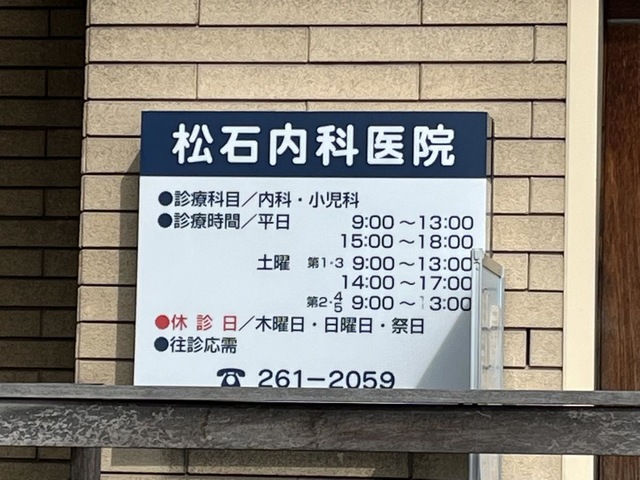 松石内科医院
●診療科目／内科・小児科
●診療時間／平日 9:00～13:00
15:00～18:00
土曜 第1・3 9:00～13:00
14:00～17:00
第2・4・5 9:00～13:00
●休診日／木曜日・日曜日・祭日
●往診応需
☎ 261－2059